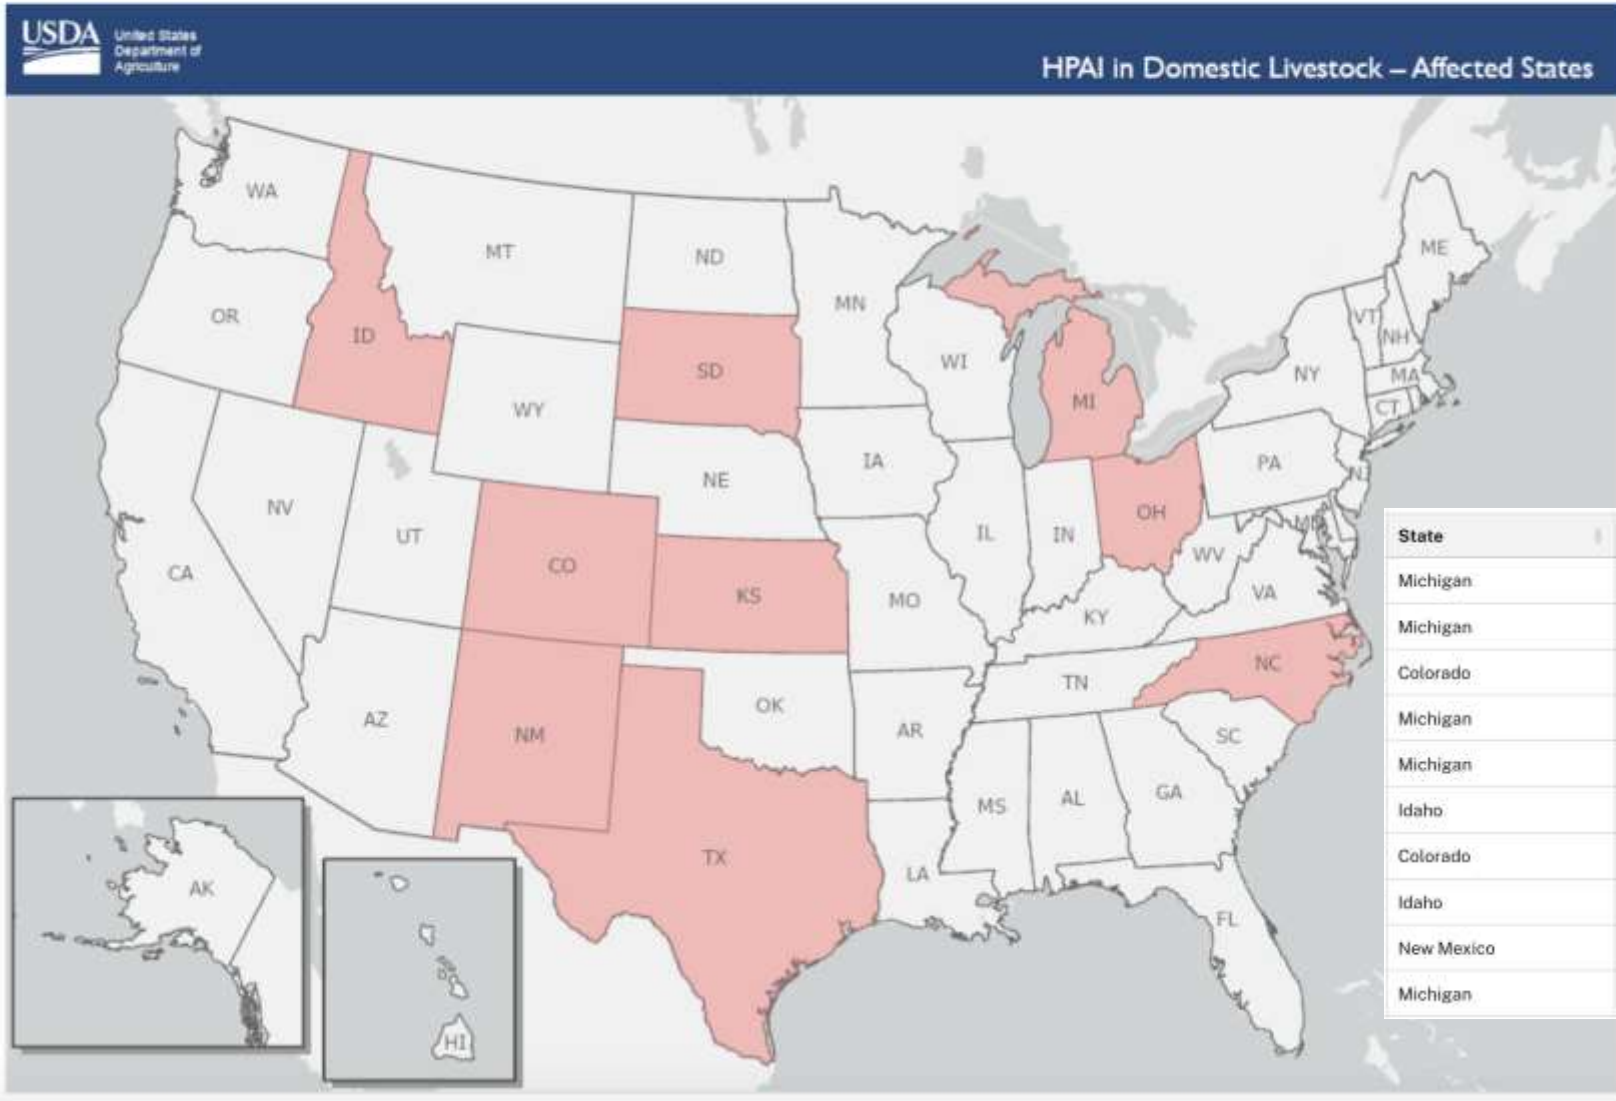 USDA
United States
Department of
Agriculture
HPAI in Domestic Livestock – Affected States
WA
MT
ND
MN
ME
OR
ID
SD
WI
MI
VT
NH
NY
MA
CT
WY
IA
NE
PA
NV
UT
IL
IN
OH
CA
CO
KS
MO
WV
VA
KY
NC
TN
AZ
NM
OK
AR
SC
MS
AL
GA
TX
LA
FL
AK
HI
State
Michigan
Michigan
Colorado
Michigan
Michigan
Idaho
Colorado
Idaho
New Mexico
Michigan